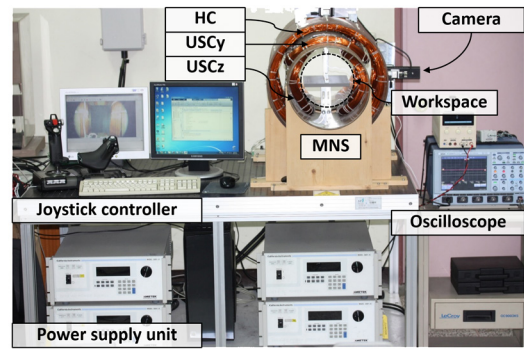 HC
USCy
USCz
Camera
Workspace
MNS
Joystick controller
Oscilloscope
Power supply unit